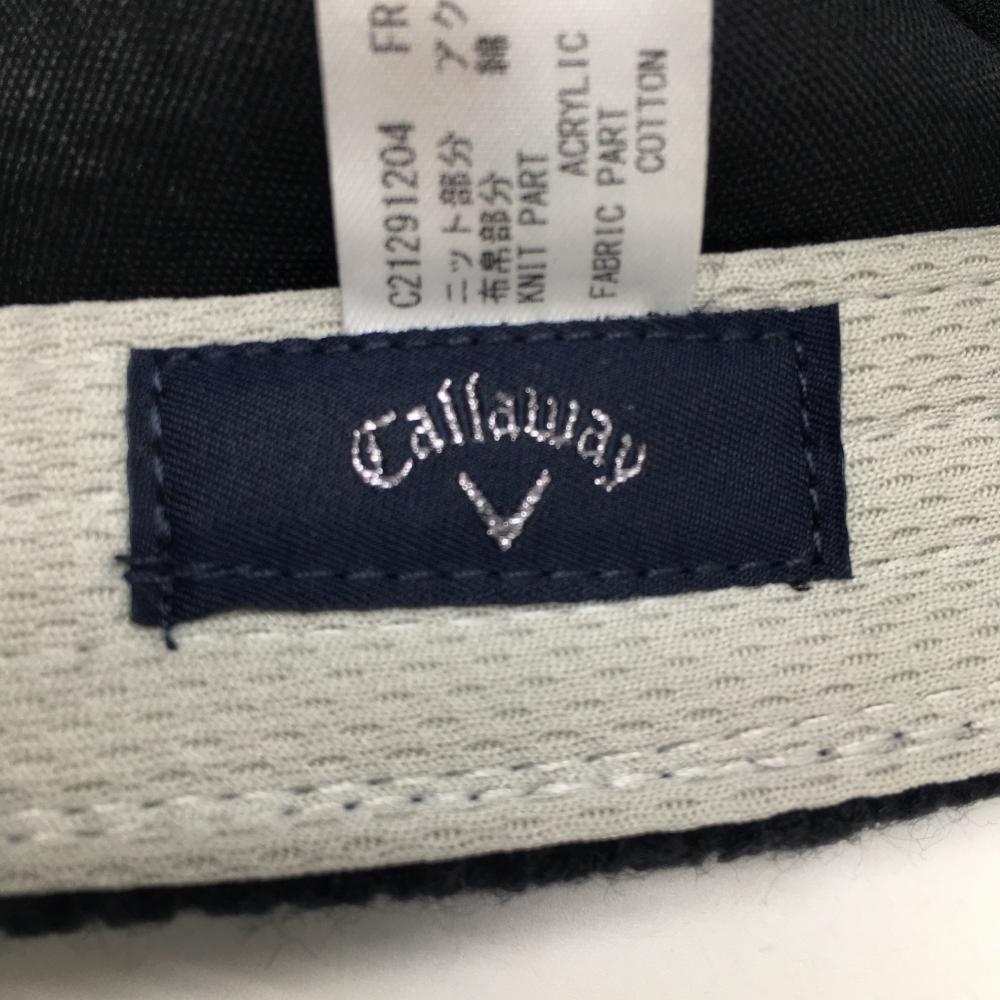 C21291204 FR
ニット部分 アク
布帛部分 綿
KNIT PART
ACRYLIC
FABRIC PART
COTTON
Callaway